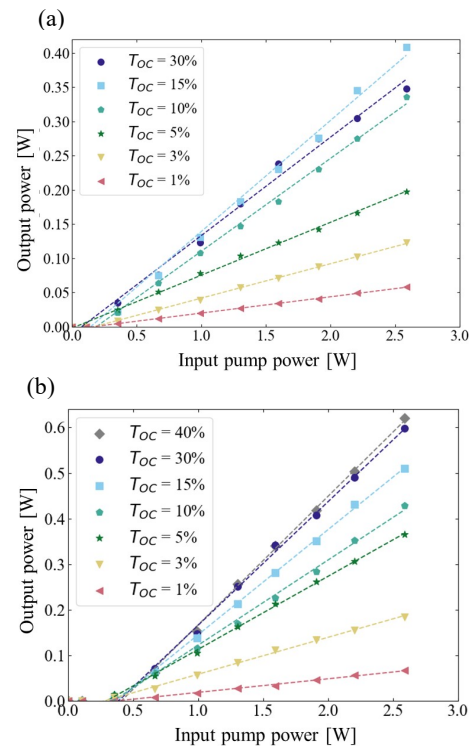 (a)
0.40
0.35
0.30
0.25
0.20
0.15
0.10
0.05
0.00
Output power [W]
T_OC = 30%
T_OC = 15%
T_OC = 10%
T_OC = 5%
T_OC = 3%
T_OC = 1%
0.0 0.5 1.0 1.5 2.0 2.5 3.0
Input pump power [W]
(b)
0.6
0.5
0.4
0.3
0.2
0.1
0.0
Output power [W]
T_OC = 40%
T_OC = 30%
T_OC = 15%
T_OC = 10%
T_OC = 5%
T_OC = 3%
T_OC = 1%
0.0 0.5 1.0 1.5 2.0 2.5 3.0
Input pump power [W]